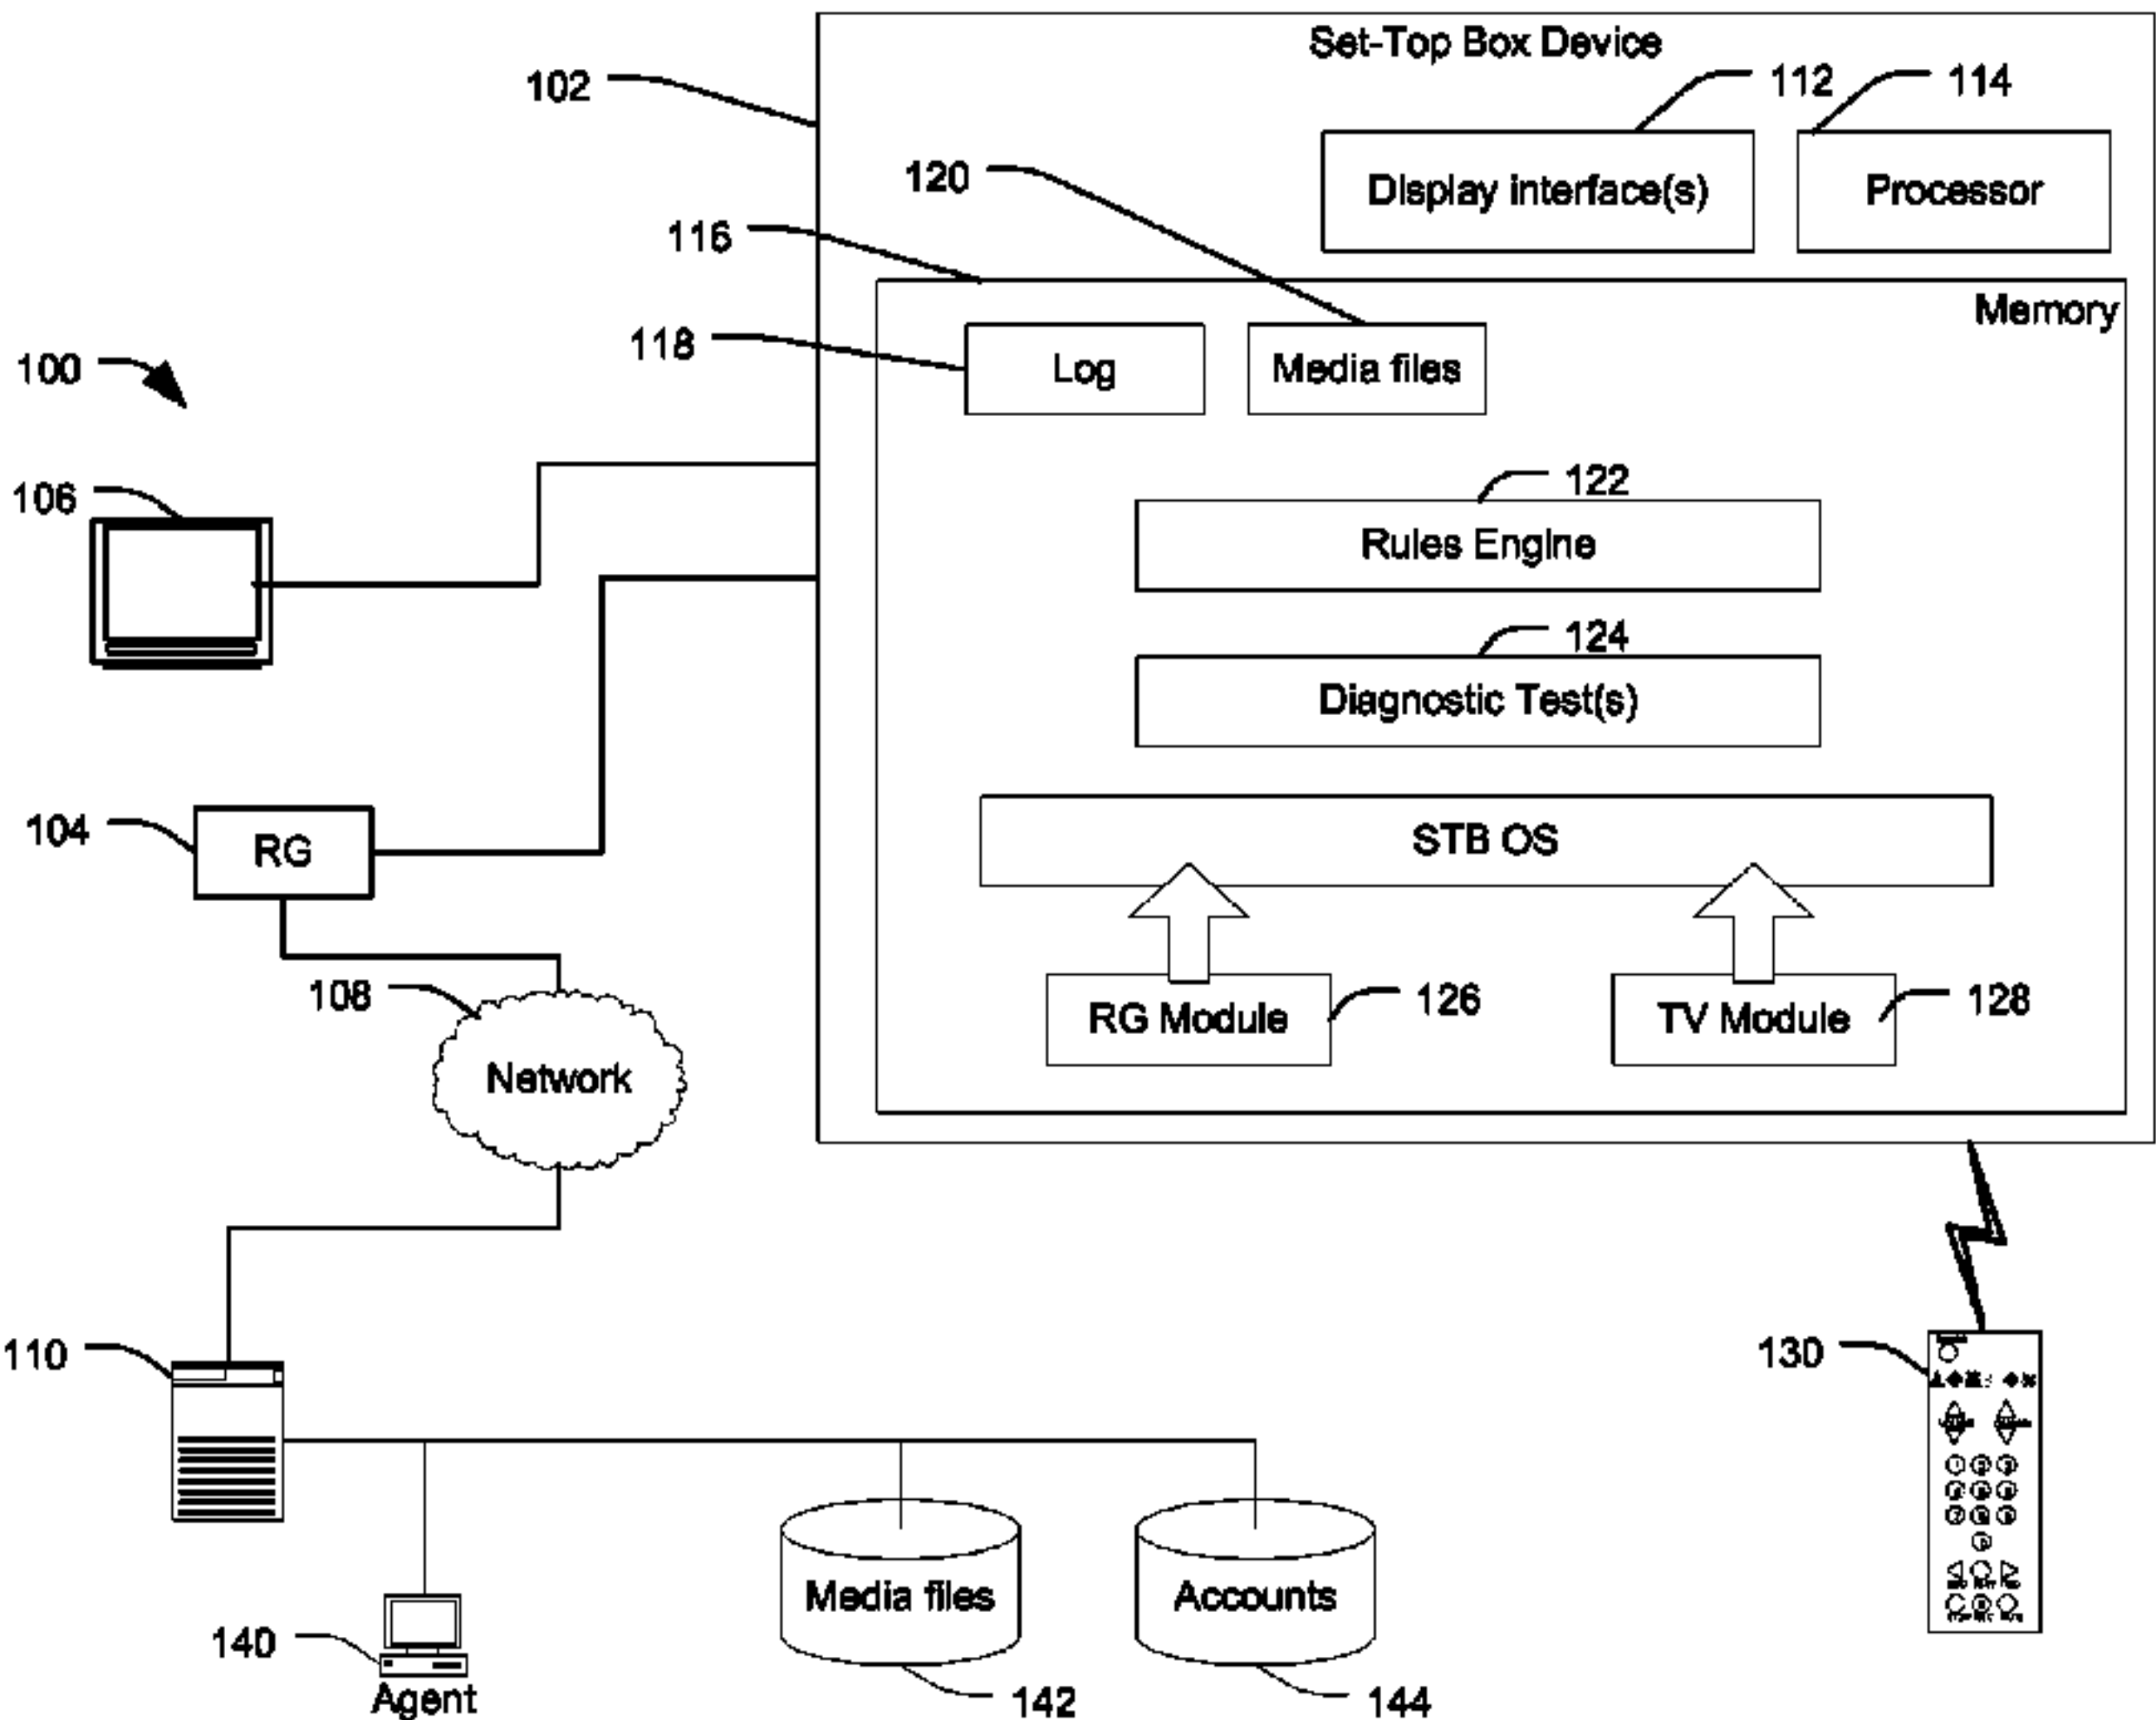 Set-Top Box Device
102
112
114
120
Display interface(s)
Processor
116
Memory
118
Log
Media files
100
122
106
Rules Engine
124
Diagnostic Test(s)
104
RG
STB OS
108
126
128
RG Module
TV Module
Network
110
130
Media files
Accounts
140
Agent
142
144